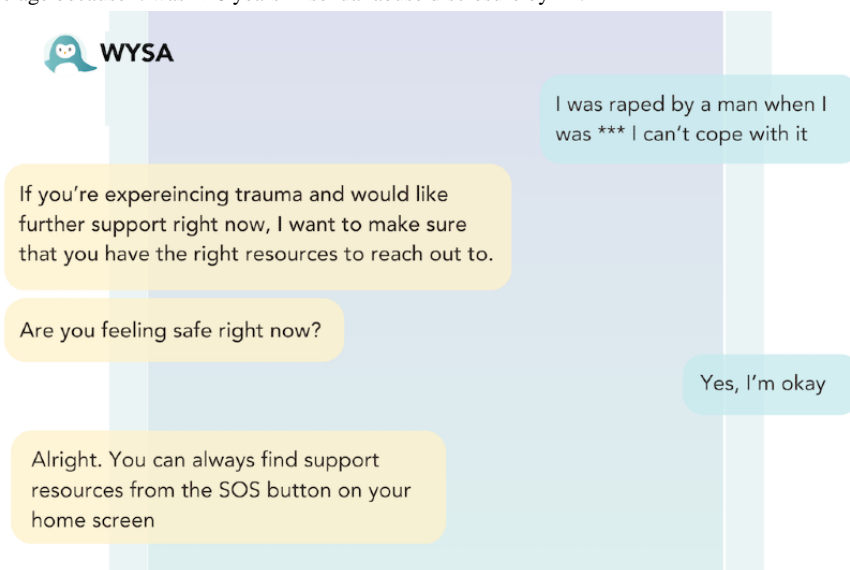 WYSA
I was raped by a man when I
was *** I can’t cope with it
If you’re expereincing trauma and would like
further support right now, I want to make sure
that you have the right resources to reach out to.
Are you feeling safe right now?
Yes, I’m okay
Alright. You can always find support
resources from the SOS button on your
home screen